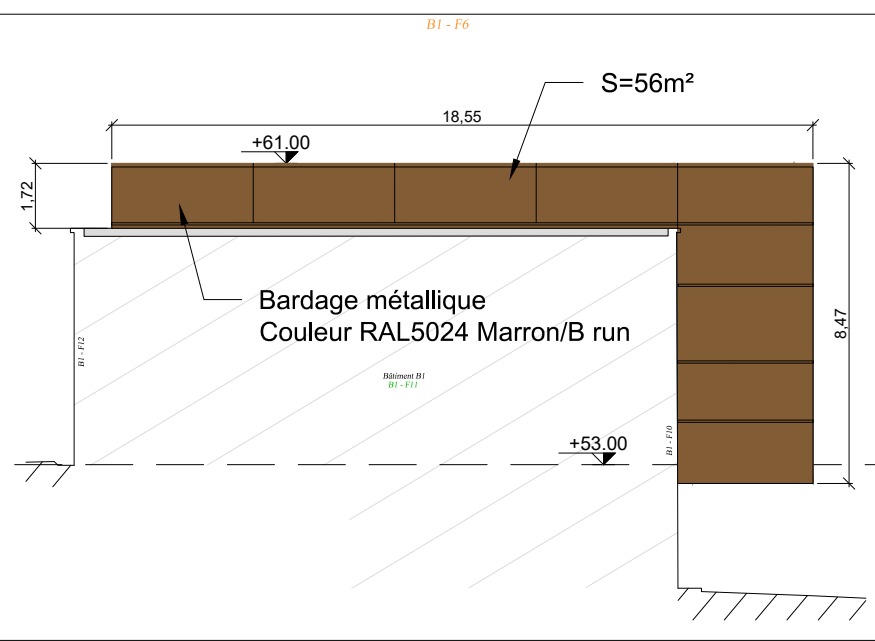 B1 - F6
S=56m²
18,55
+61.00
1,72
Bardage métallique
Couleur RAL5024 Marron/B run
8,47
B1 - F12
Bâtiment B1
B1 - F11
+53.00
B1 - F10